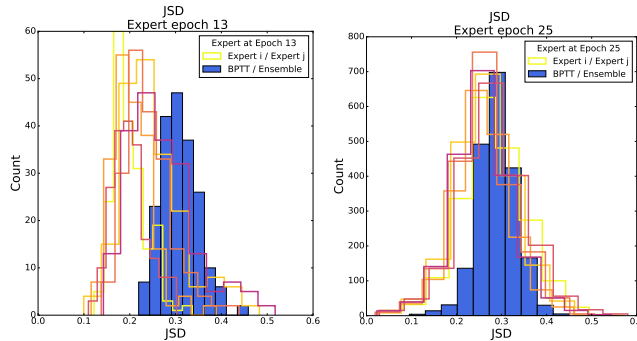 JSD
Expert epoch 13
Expert at Epoch 13
Expert i / Expert j
BPTT / Ensemble
Count
60
50
40
30
20
10
0
0.0 0.1 0.2 0.3 0.4 0.5 0.6
JSD
JSD
Expert epoch 25
Expert at Epoch 25
Expert i / Expert j
BPTT / Ensemble
Count
800
700
600
500
400
300
200
100
0
0.0 0.1 0.2 0.3 0.4 0.5 0.6
JSD